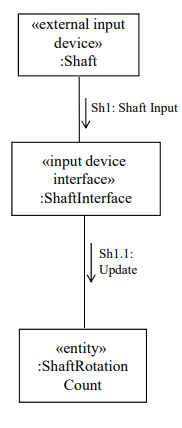 «external input
device»
:Shaft
Sh1: Shaft Input
«input device
interface»
:ShaftInterface
Sh1.1:
Update
«entity»
:ShaftRotation
Count